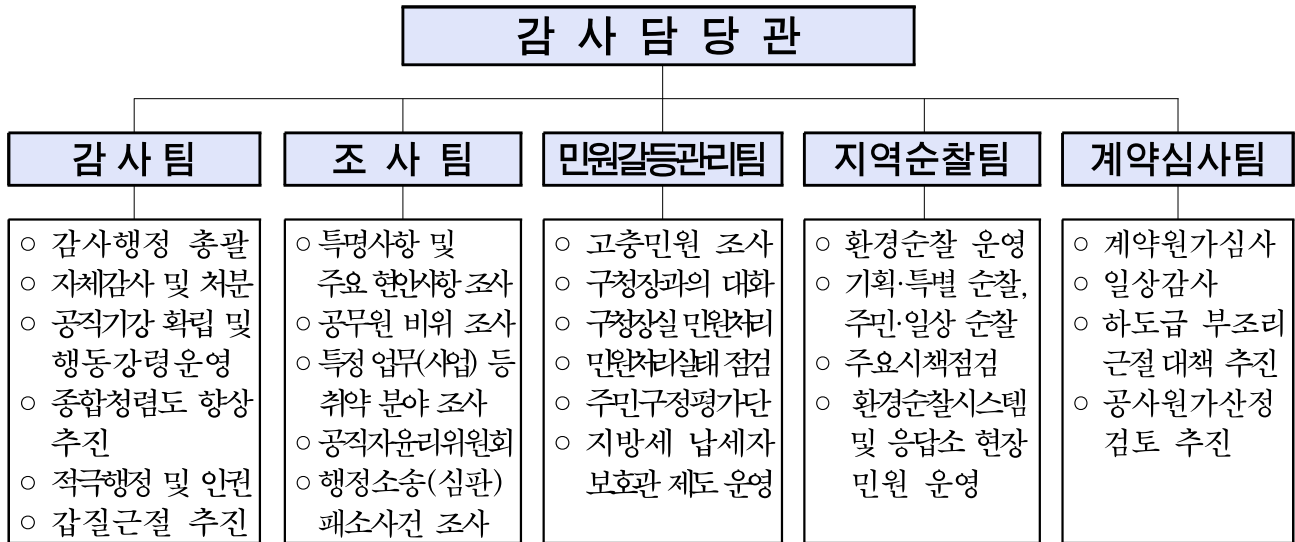 감 사 담 당 관
감 사 팀
○ 감사행정 총괄
○ 자체감사 및 처분
○ 공직기강 확립 및
행동강령운영
○ 종합청렴도 향상
추진
○ 적극행정 및 인권
○ 갑질근절 추진
조 사 팀
○ 특명사항 및
주요 현안사항 조사
○ 공무원 비위 조사
○ 특정 업무(사업) 등
취약 분야 조사
○ 공직자윤리위원회
○ 행정소송(심판)
패소사건 조사
민원갈등관리팀
○ 고충민원 조사
○ 구청장과의 대화
○ 구청장실 민원처리
○ 민원처리실태 점검
○ 주민구정평가단
○ 지방세 납세자
보호관 제도 운영
지역순찰팀
○ 환경순찰 운영
○ 기획·특별 순찰,
주민·일상 순찰
○ 주요시책점검
○ 환경순찰시스템
및 응답소 현장
민원 운영
계약심사팀
○ 계약원가심사
○ 일상감사
○ 하도급 부조리
근절 대책 추진
○ 공사원가산정
검토 추진